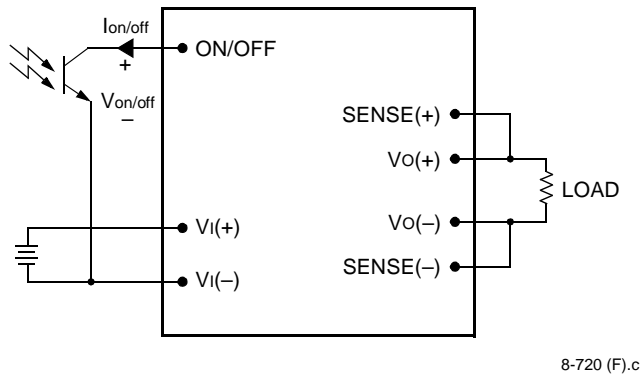 Ion/off
ON/OFF
+
Von/off
–
SENSE(+)
VO(+)
LOAD
VI(+)
VO(–)
SENSE(–)
VI(–)
8-720 (F).c